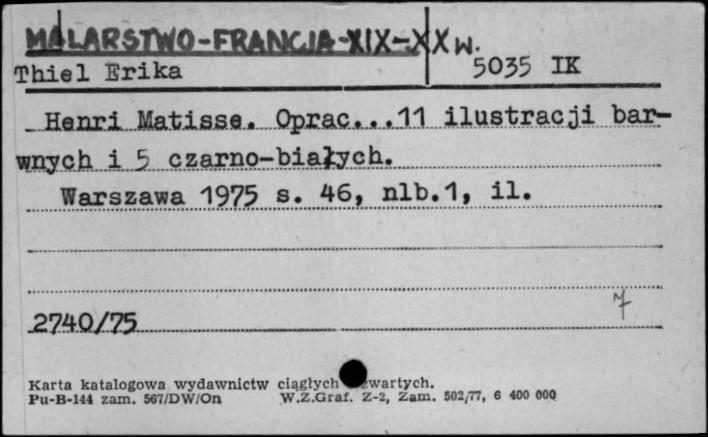 MALARSTWO-FRANCJA-XIX-XX w.
Thiel Erika 5035 IK
Henri Matisse. Oprac...11 ilustracji bar-
wnych i 5 czarno-białych.
Warszawa 1975 s. 46, nlb.1, il.
7
2740/75
Karta katalogowa wydawnictw ciągłych zwartych.
Pu-B-144 zam. 567/DW/On W.Z.Graf. Z-2, Zam. 502/77, 6 400 000